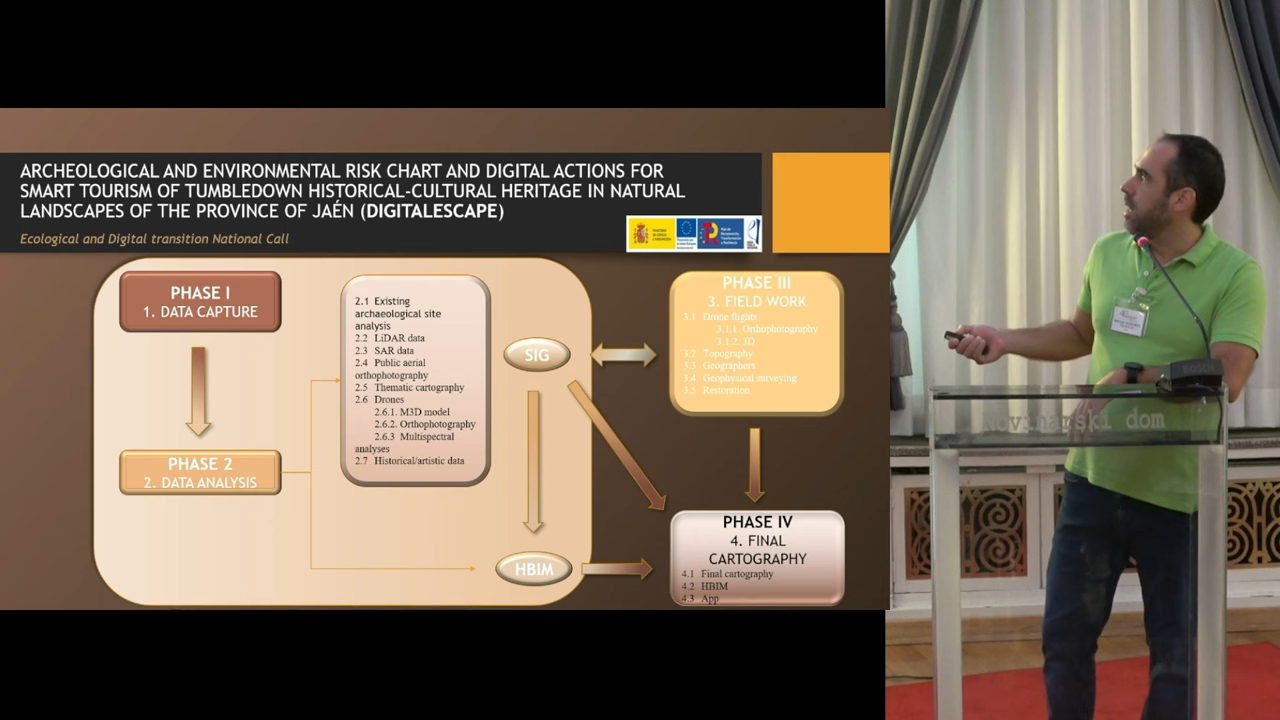 ARCHEOLOGICAL AND ENVIRONMENTAL RISK CHART AND DIGITAL ACTIONS FOR
SMART TOURISM OF TUMBLEDOWN HISTORICAL-CULTURAL HERITAGE IN NATURAL
LANDSCAPES OF THE PROVINCE OF JAÉN (DIGITALESCAPE)
Ecological and Digital transition National Call
PHASE I
1. DATA CAPTURE
PHASE 2
2. DATA ANALYSIS
2.1 Existing
archaeological site
analysis
2.2 LiDAR data
2.3 SAR data
2.4 Public aerial
orthophotography
2.5 Thematic cartography
2.6 Drones
2.6.1. M3D model
2.6.2. Orthophotography
2.6.3 Multispectral
analyses
2.7 Historical/artistic data
SIG
HBIM
PHASE III
3. FIELD WORK
3.1 Drone flights
3.1.1. Orthophotography
3.1.2. 3D
3.2 Topography
3.3 Geographers
3.4 Geophysical surveying
3.5 Restoration
PHASE IV
4. FINAL
CARTOGRAPHY
4.1 Final cartography
4.2 HBIM
4.3 App
BOSCH
Novinarski dom